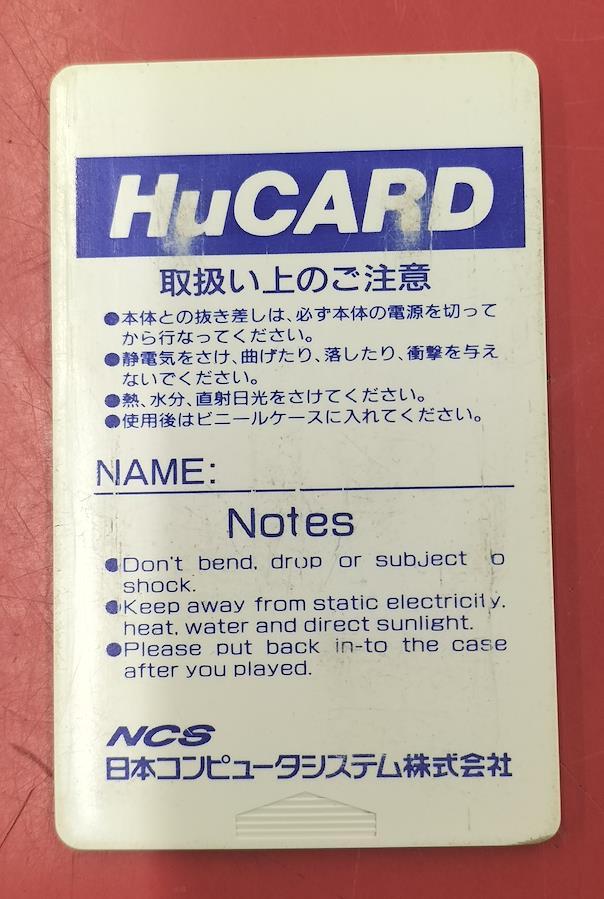 HuCARD
取扱い上のご注意
●本体との抜き差しは、必ず本体の電源を切って
から行なってください。
●静電気をさけ、曲げたり、落したり、衝撃を与え
ないでください。
●熱、水分、直射日光をさけてください。
●使用後はビニールケースに入れてください。
NAME:
Notes
●Don't bend, drop or subject o
shock.
●Keep away from static electricity,
heat, water and direct sunlight.
●Please put back in-to the case
after you played.
NCS
日本コンピュータシステム株式会社